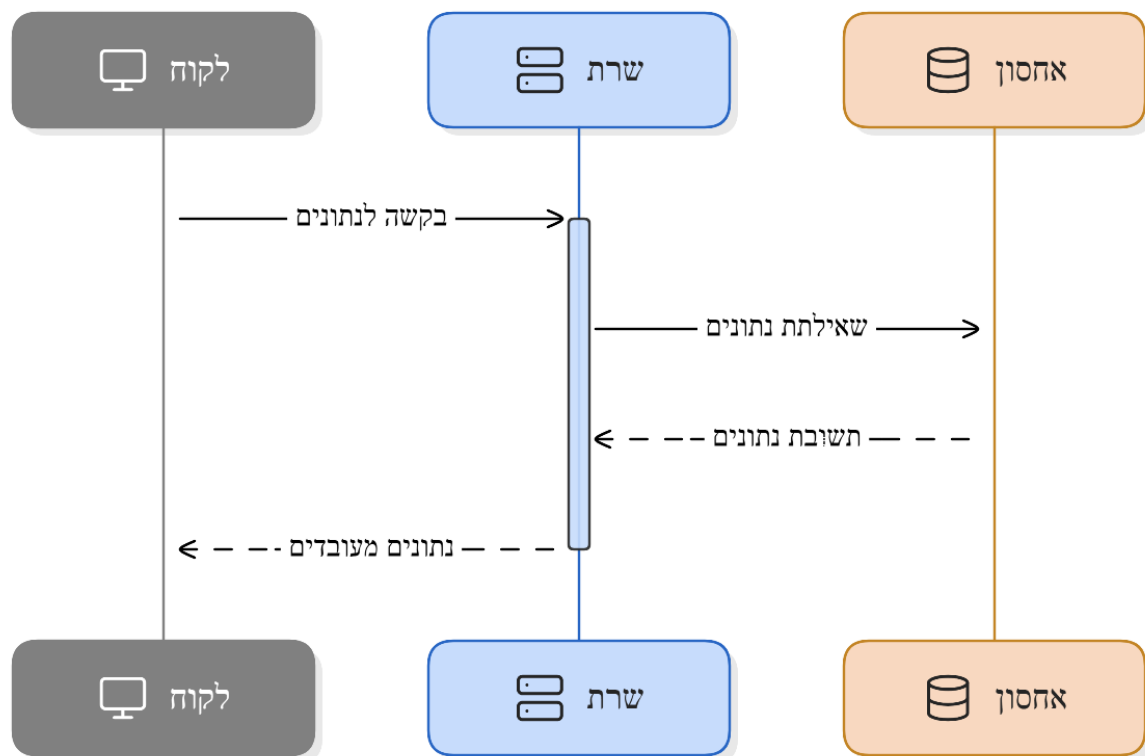 לקוח
שרת
אחסון
בקשה לנתונים
שאילתת נתונים
תשובת נתונים
נתונים מעובדים
לקוח
שרת
אחסון